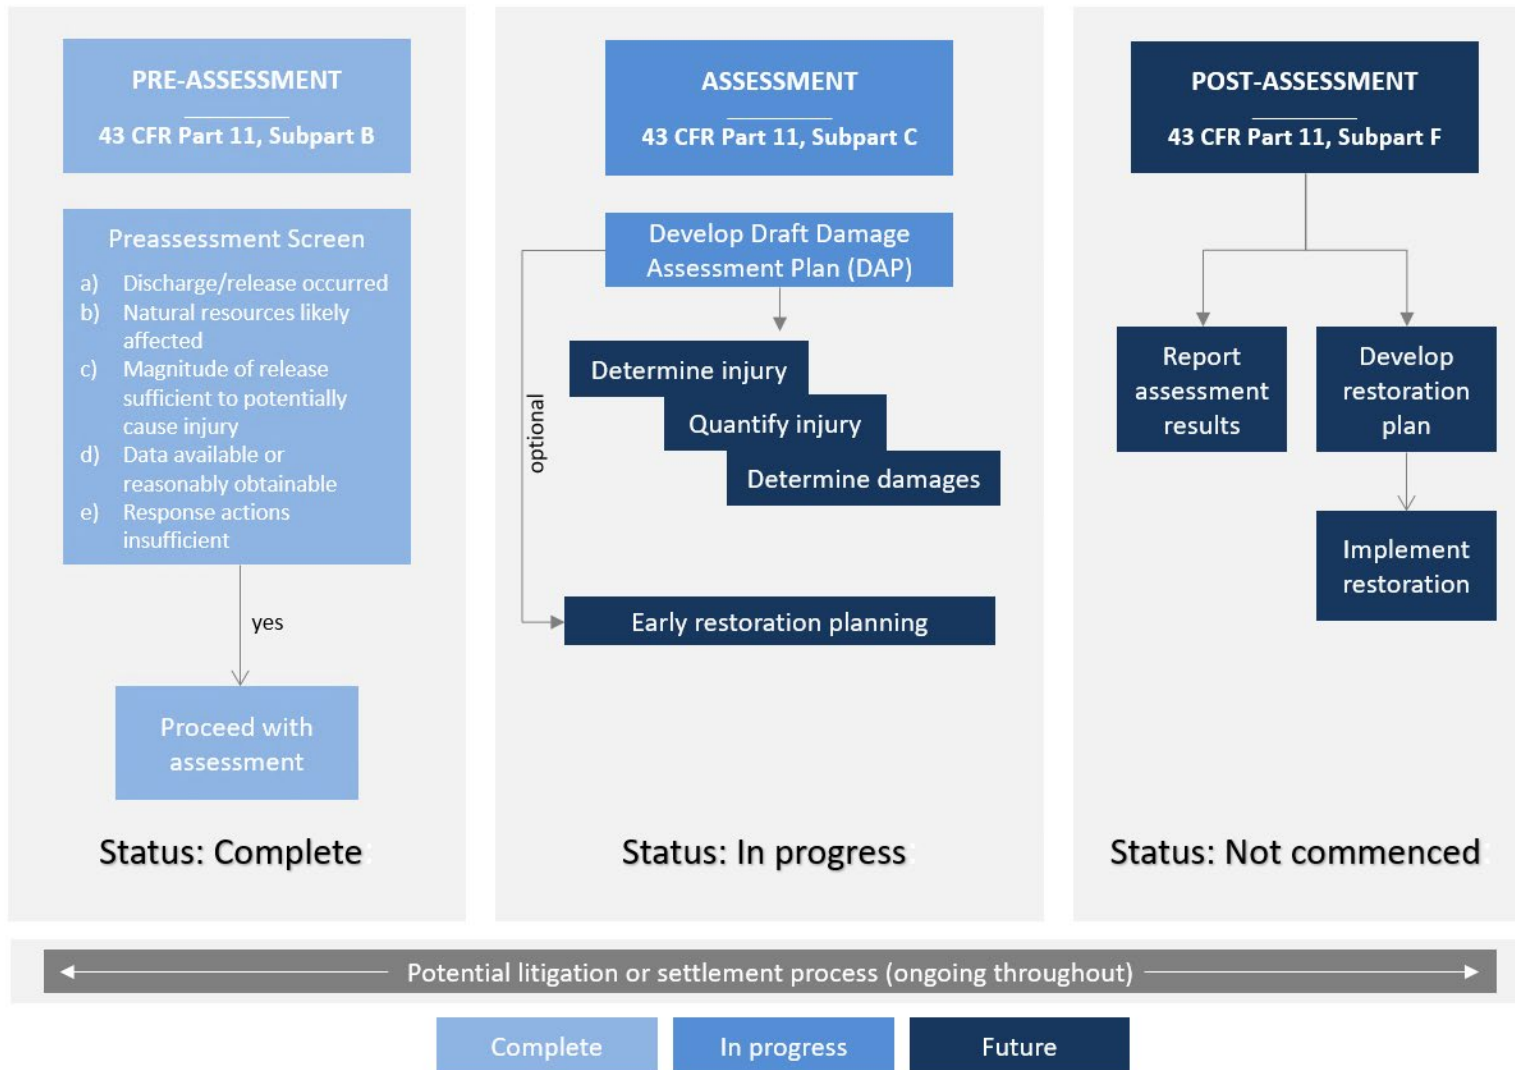 PRE-ASSESSMENT
43 CFR Part 11, Subpart B
Preassessment Screen
a) Discharge/release occurred
b) Natural resources likely
affected
c) Magnitude of release
sufficient to potentially
cause injury
d) Data available or
reasonably obtainable
e) Response actions
insufficient
yes
Proceed with
assessment
Status: Complete
ASSESSMENT
43 CFR Part 11, Subpart C
Develop Draft Damage
Assessment Plan (DAP)
optional
Determine injury
Quantify injury
Determine damages
Early restoration planning
Status: In progress
POST-ASSESSMENT
43 CFR Part 11, Subpart F
Report
assessment
results
Develop
restoration
plan
Implement
restoration
Status: Not commenced
Potential litigation or settlement process (ongoing throughout)
Complete
In progress
Future